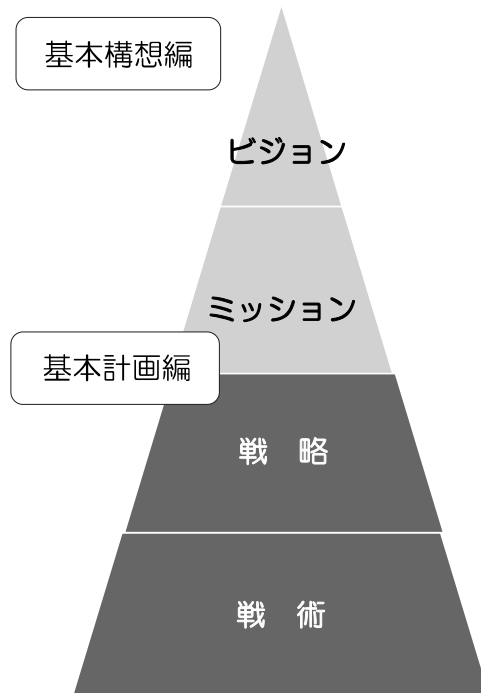 基本構想編
ビジョン
ミッション
基本計画編
戦　略
戦　術